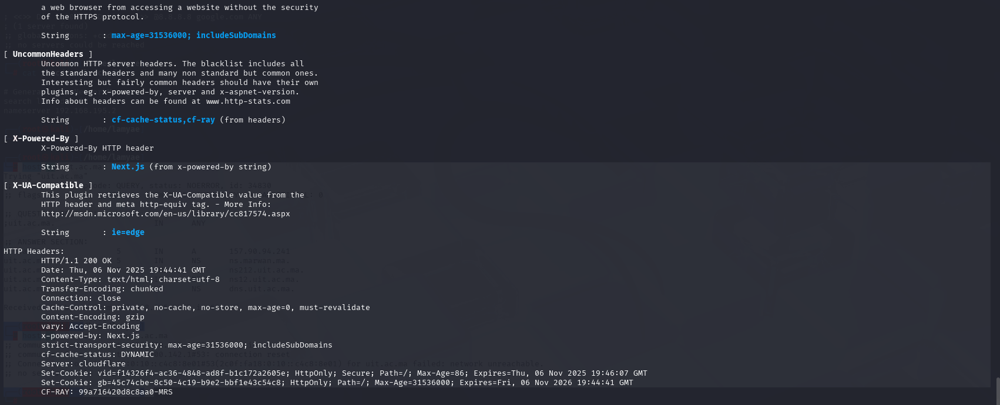 a web browser from accessing a website without the security
of the HTTPS protocol.
String : max-age=31536000; includeSubDomains
[ UncommonHeaders ]
Uncommon HTTP server headers. The blacklist includes all
the standard headers and many non standard but common ones.
Interesting but fairly common headers should have their own
plugins, eg. x-powered-by, server and x-aspnet-version.
Info about headers can be found at www.http-stats.com
String : cf-cache-status,cf-ray (from headers)
[ X-Powered-By ]
X-Powered-By HTTP header
String : Next.js (from x-powered-by string)
[ X-UA-Compatible ]
This plugin retrieves the X-UA-Compatible value from the
HTTP header and meta http-equiv tag. - More Info:
http://msdn.microsoft.com/en-us/library/cc817574.aspx
String : ie=edge
HTTP Headers:
HTTP/1.1 200 OK
Date: Thu, 06 Nov 2025 19:44:41 GMT
Content-Type: text/html; charset=utf-8
Transfer-Encoding: chunked
Connection: close
Cache-Control: private, no-cache, no-store, max-age=0, must-revalidate
Content-Encoding: gzip
vary: Accept-Encoding
x-powered-by: Next.js
strict-transport-security: max-age=31536000; includeSubDomains
cf-cache-status: DYNAMIC
Server: cloudflare
Set-Cookie: vid=f14326f4-ac36-4848-ad8f-b1c172a2605e; HttpOnly; Secure; Path=/; Max-Age=86; Expires=Thu, 06 Nov 2025 19:46:07 GMT
Set-Cookie: gb=45c74cbe-8c50-4c19-b9e2-bbf1e43c54c8; HttpOnly; Path=/; Max-Age=31536000; Expires=Fri, 06 Nov 2026 19:44:41 GMT
CF-RAY: 99a716420d8c8aa0-MRS